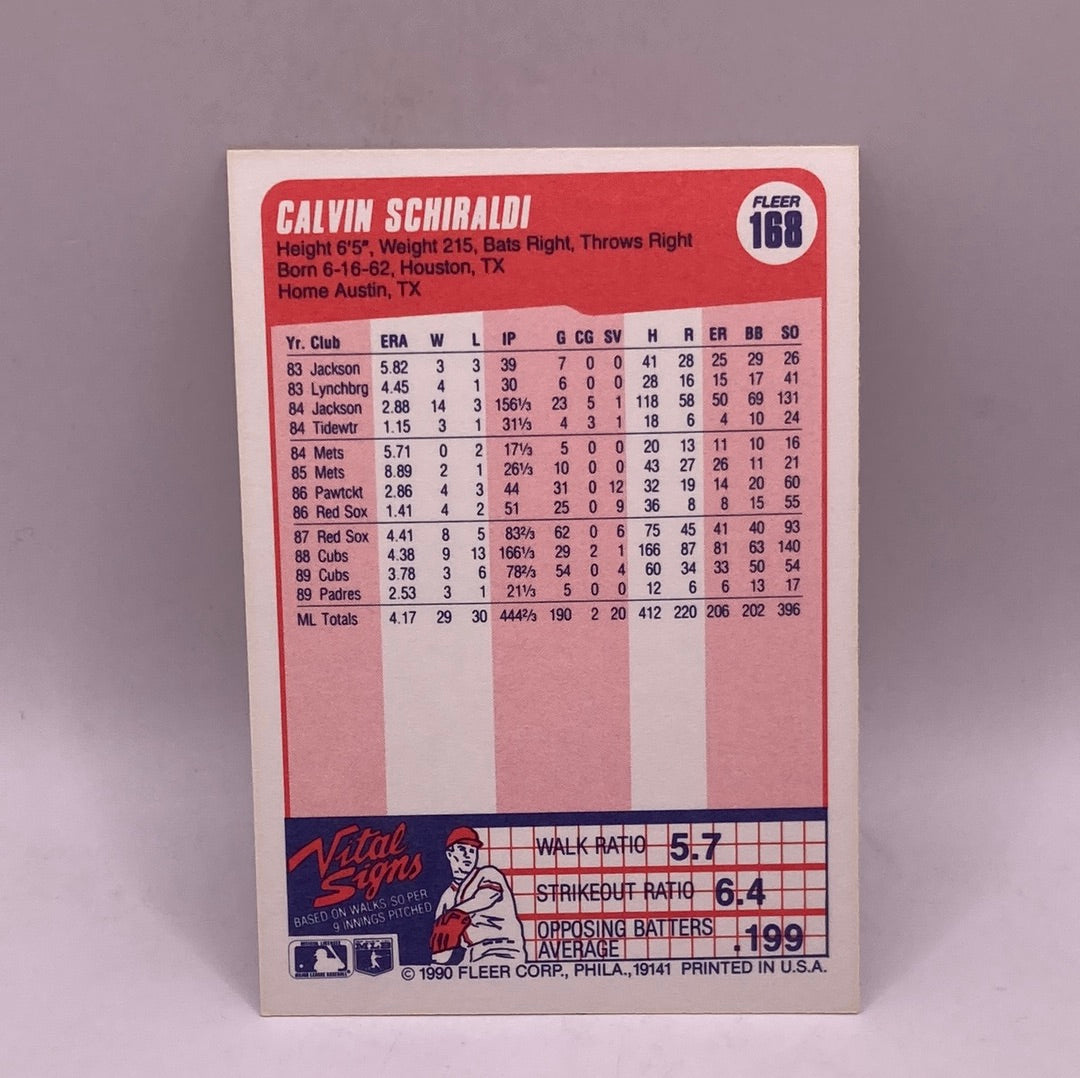 CALVIN SCHIRALDI
FLEER
168
Height 6'5", Weight 215, Bats Right, Throws Right
Born 6-16-62, Houston, TX
Home Austin, TX
Yr. Club ERA W L IP G CG SV H R ER BB SO
83 Jackson 5.82 3 3 39 7 0 0 41 28 25 29 26
83 Lynchbrg 4.45 4 1 30 6 0 0 28 16 15 17 41
84 Jackson 2.88 14 3 156⅓ 23 5 1 118 58 50 69 131
84 Tidewtr 1.15 3 1 31⅓ 4 3 1 18 6 4 10 24
84 Mets 5.71 0 2 17⅓ 5 0 0 20 13 11 10 16
85 Mets 8.89 2 1 26⅓ 10 0 0 43 27 26 11 21
86 Pawtckt 2.86 4 3 44 31 0 12 32 19 14 20 60
86 Red Sox 1.41 4 2 51 25 0 9 36 8 8 15 55
87 Red Sox 4.41 8 5 83⅔ 62 0 6 75 45 41 40 93
88 Cubs 4.38 9 13 166⅓ 29 2 1 166 87 81 63 140
89 Cubs 3.78 3 6 78⅔ 54 0 4 60 34 33 50 54
89 Padres 2.53 3 1 21⅓ 5 0 0 12 6 6 13 17
ML Totals 4.17 29 30 444⅔ 190 2 20 412 220 206 202 396
Vital
Signs
BASED ON WALKS, SO PER
9 INNINGS PITCHED
WALK RATIO 5.7
STRIKEOUT RATIO 6.4
OPPOSING BATTERS
AVERAGE .199
OFFICIAL LICENSEE
MAJOR LEAGUE BASEBALL
© 1990 FLEER CORP., PHILA., 19141 PRINTED IN U.S.A.